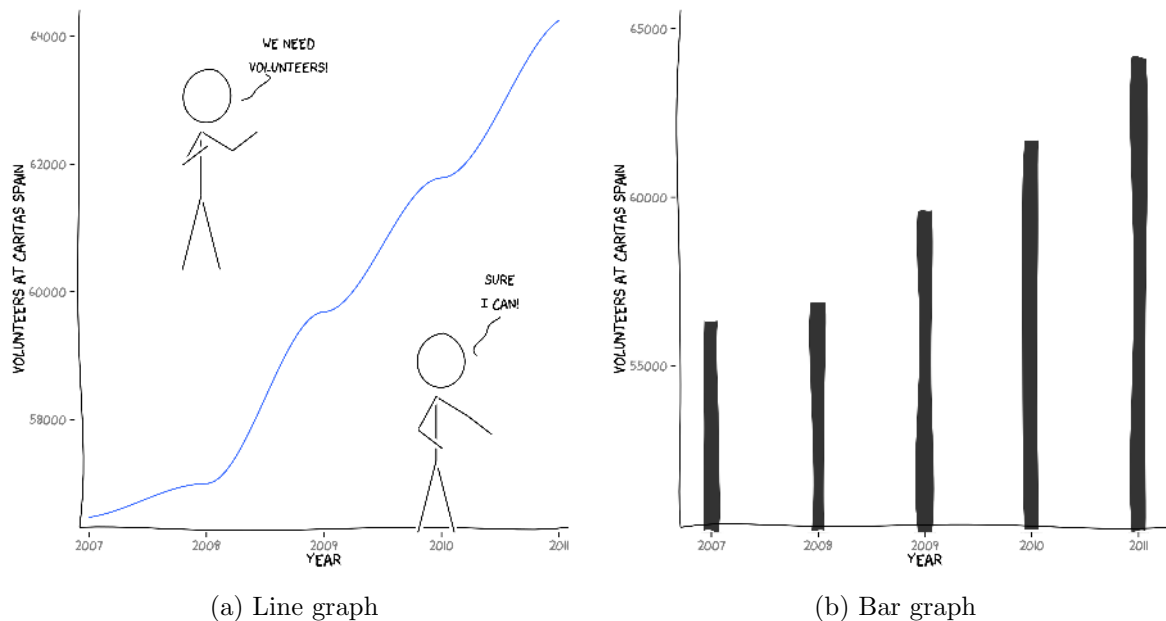 VOLUNTEERS AT CARITAS SPAIN
64000
62000
60000
58000
WE NEED
VOLUNTEERS!
SURE
I CAN!
2007
2008
2009
2010
2011
YEAR
(a) Line graph
VOLUNTEERS AT CARITAS SPAIN
65000
60000
55000
2007
2008
2009
2010
2011
YEAR
(b) Bar graph